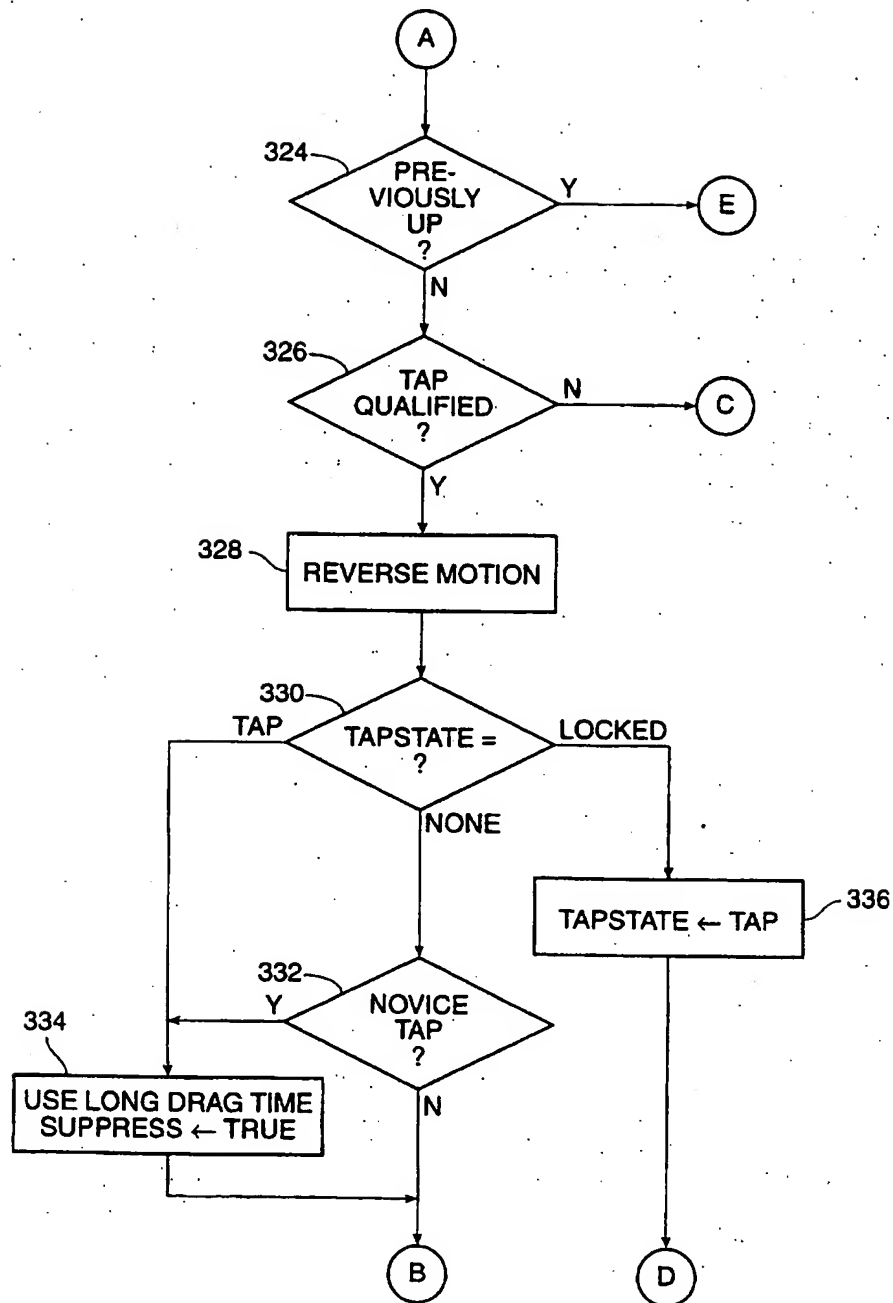 A
324
PRE-
VIOUSLY
UP
?
Y
E
N
326
TAP
QUALIFIED
?
N
C
Y
328
REVERSE MOTION
330
TAP
TAPSTATE =
?
LOCKED
NONE
TAPSTATE ← TAP
336
332
Y
NOVICE
TAP
?
334
USE LONG DRAG TIME
SUPPRESS ← TRUE
N
B
D